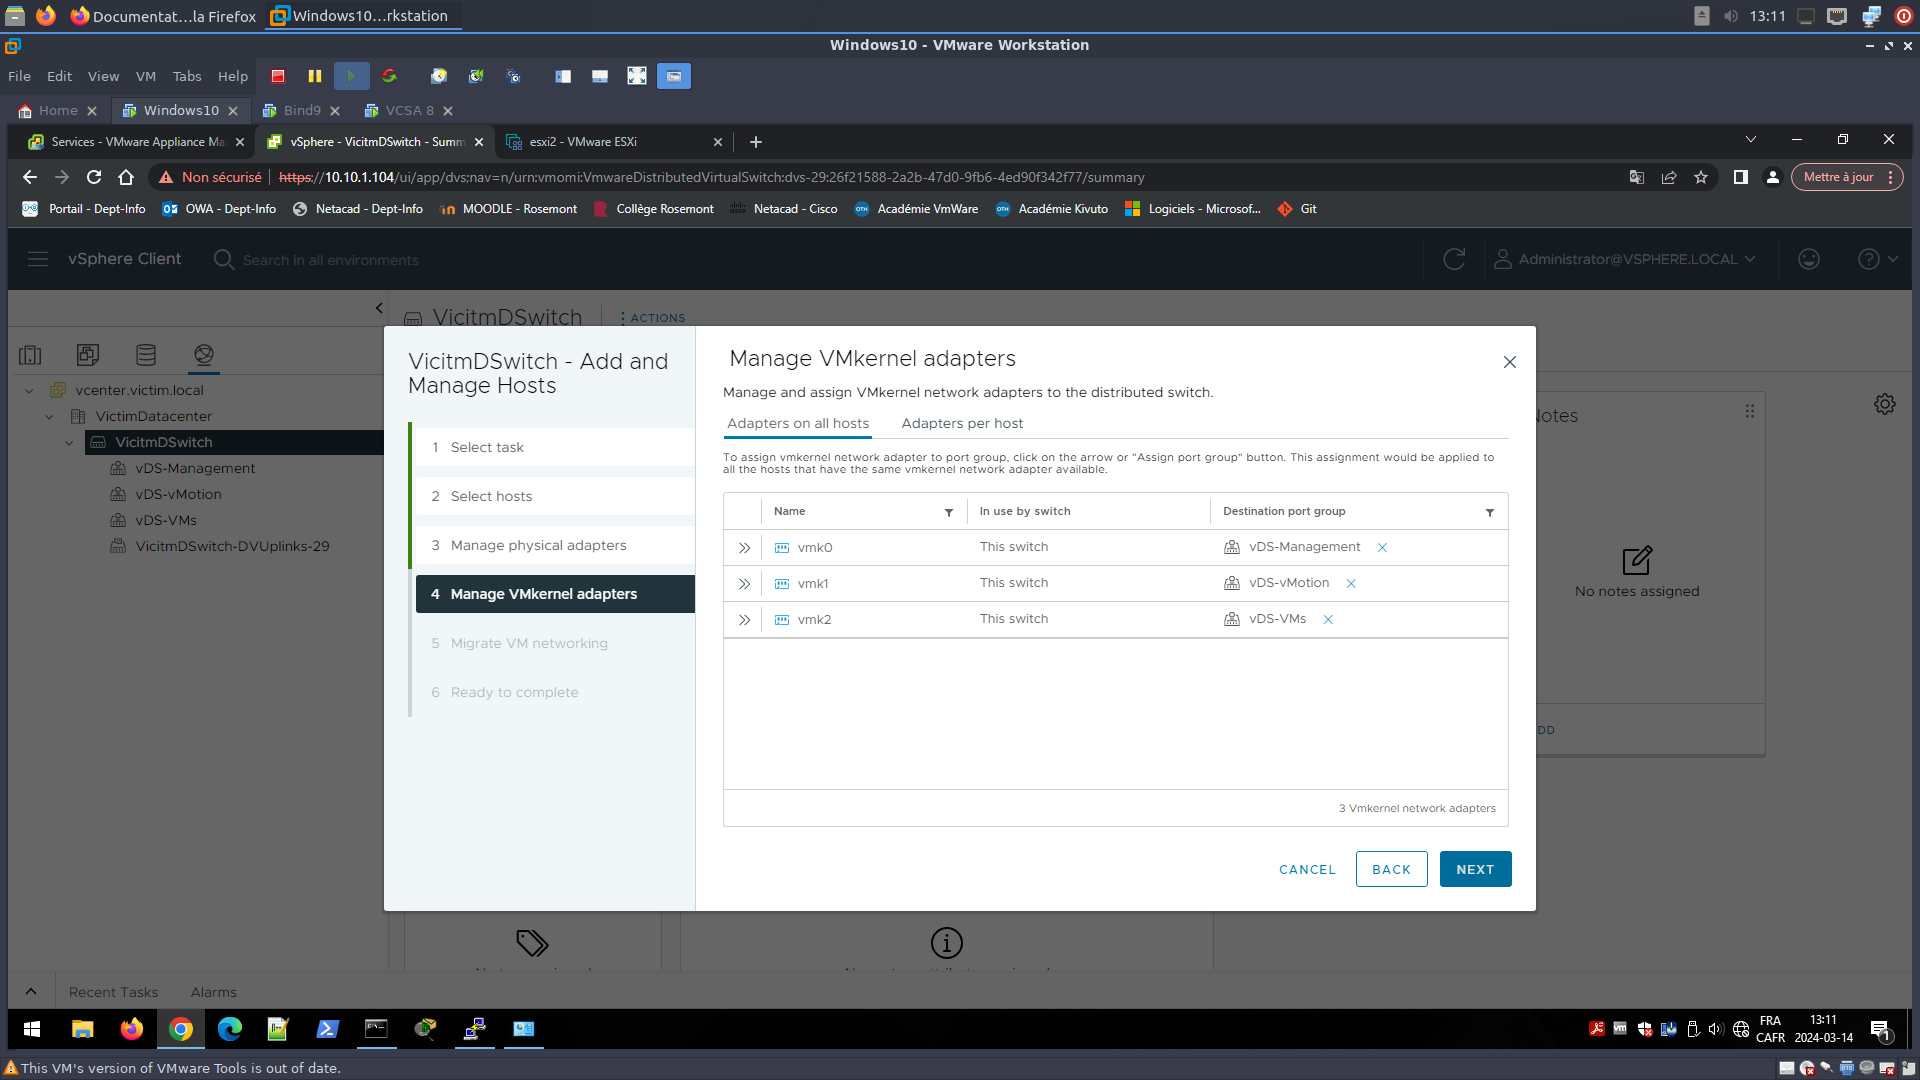 Documentat...la Firefox
Windows10...rkstation
13:11
Windows10 - VMware Workstation
File Edit View VM Tabs Help
Home Windows10 Bind9 VCSA 8
Services - VMware Appliance Ma
vSphere - VicitmDSwitch - Summ
esxi2 - VMware ESXi
Non sécurisé https://10.10.1.104/ui/app/dvs;nav=n/urn:vmomi:VmwareDistributedVirtualSwitch:dvs-29:26f21588-2a2b-47d0-9fb6-4ed90f342f77/summary
Mettre à jour
Portail - Dept-Info OWA - Dept-Info Netacad - Dept-Info MOODLE - Rosemont Collège Rosemont Netacad - Cisco Académie VmWare Académie Kivuto Logiciels - Microsof... Git
vSphere Client
Search in all environments
Administrator@VSPHERE.LOCAL
VicitmDSwitch
ACTIONS
vcenter.victim.local
VictimDatacenter
VicitmDSwitch
vDS-Management
vDS-vMotion
vDS-VMs
VicitmDSwitch-DVUplinks-29
VicitmDSwitch - Add and
Manage Hosts
1 Select task
2 Select hosts
3 Manage physical adapters
4 Manage VMkernel adapters
5 Migrate VM networking
6 Ready to complete
Manage VMkernel adapters
Manage and assign VMkernel network adapters to the distributed switch.
Adapters on all hosts Adapters per host
To assign vmkernel network adapter to port group, click on the arrow or "Assign port group" button. This assignment would be applied to
all the hosts that have the same vmkernel network adapter available.
Name In use by switch Destination port group
vmk0 This switch vDS-Management
vmk1 This switch vDS-vMotion
vmk2 This switch vDS-VMs
3 Vmkernel network adapters
CANCEL BACK NEXT
otes
No notes assigned
DD
Recent Tasks Alarms
FRA
CAFR
13:11
2024-03-14
1
This VM's version of VMware Tools is out of date.